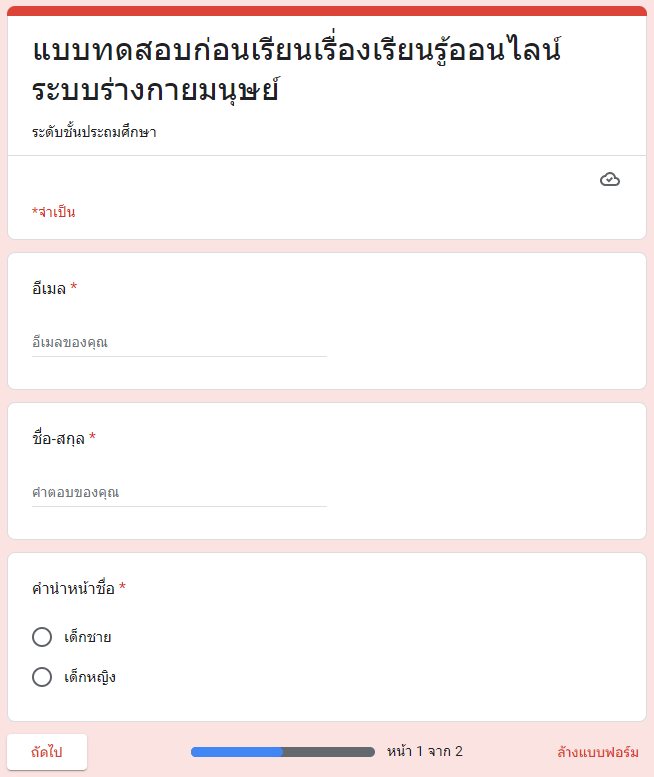 แบบทดสอบก่อนเรียนเรื่องเรียนรู้ออนไลน์
ระบบร่างกายมนุษย์
ระดับชั้นประถมศึกษา
*จำเป็น
อีเมล *
อีเมลของคุณ
ชื่อ-สกุล *
คำตอบของคุณ
คำนำหน้าชื่อ *
เด็กชาย
เด็กหญิง
ถัดไป
หน้า 1 จาก 2
ล้างแบบฟอร์ม